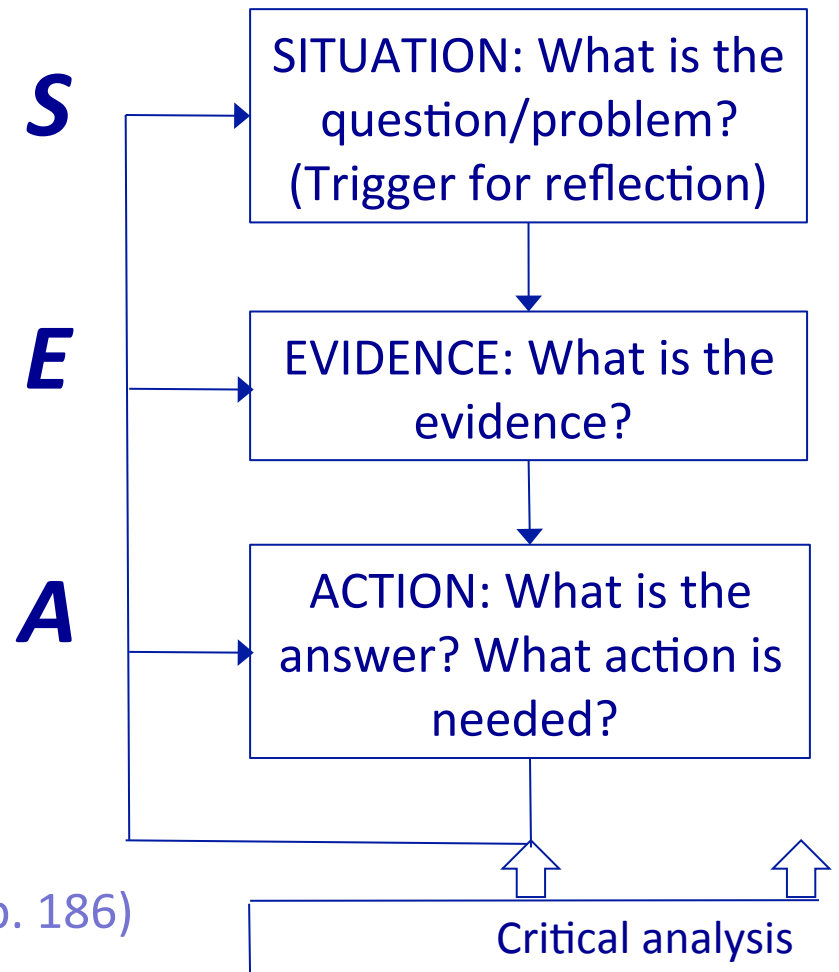 S
SITUATION: What is the
question/problem?
(Trigger for reflection)
E
EVIDENCE: What is the
evidence?
A
ACTION: What is the
answer? What action is
needed?
p. 186)
Critical analysis